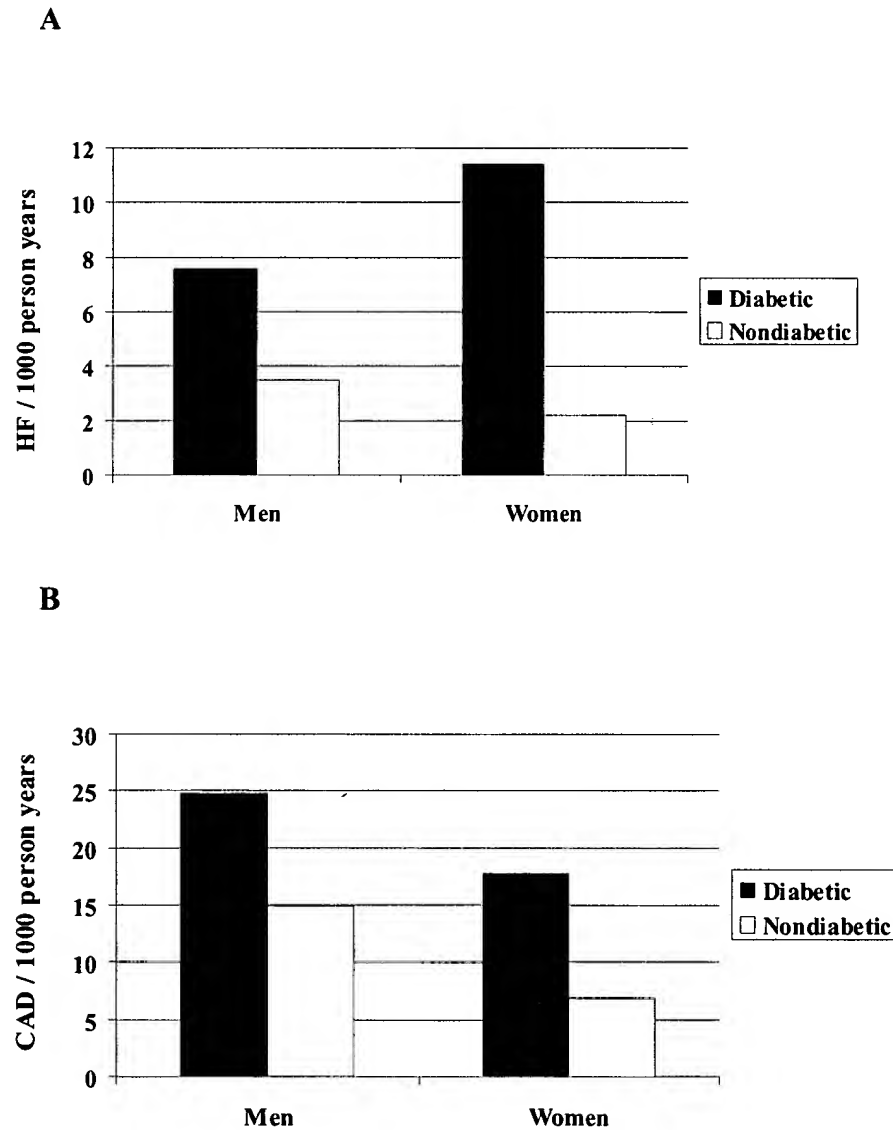 A
12
10
8
6
4
2
0
HF / 1000 person years
Men
Women
Diabetic
Nondiabetic
B
30
25
20
15
10
5
0
CAD / 1000 person years
Men
Women
Diabetic
Nondiabetic